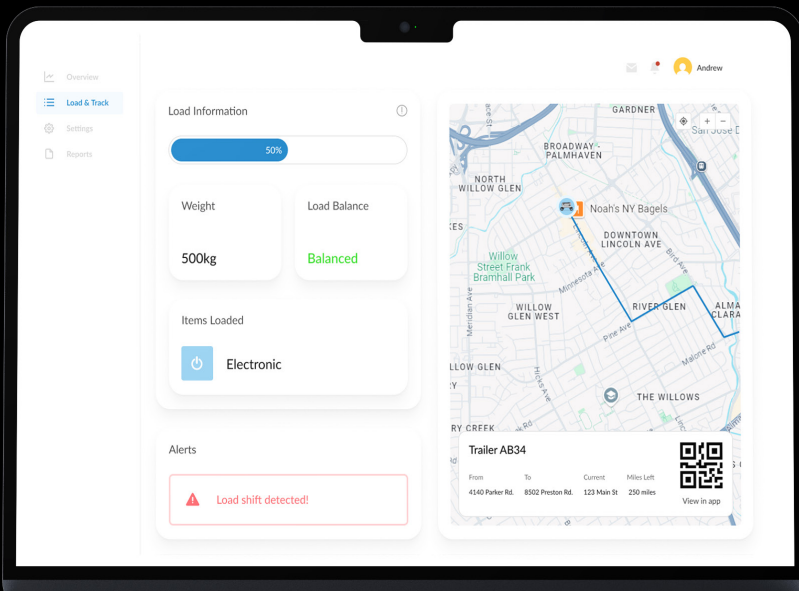 Andrew
Overview
Load & Track
Settings
Reports
Load Information
50%
Weight
500kg
Load Balance
Balanced
Items Loaded
Electronic
Alerts
Load shift detected!
GARDNER
San Jose
BROADWAY -
PALMHAVEN
NORTH
WILLOW GLEN
Noah's NY Bagels
DOWNTOWN
LINCOLN AVE
Bird Ave
Lincoln Ave
Willow
Street Frank
Bramhall Park
Minnesota Ave
Meridian Ave
WILLOW
GLEN WEST
RIVER GLEN
ALMA
CLARA
Pine Ave
Malone Rd
LLOW GLEN
Hicks Ave
THE WILLOWS
RY CREEK
Trailer AB34
From
To
Current
Miles Left
4140 Parker Rd.
8502 Preston Rd.
123 Main St
250 miles
View in app